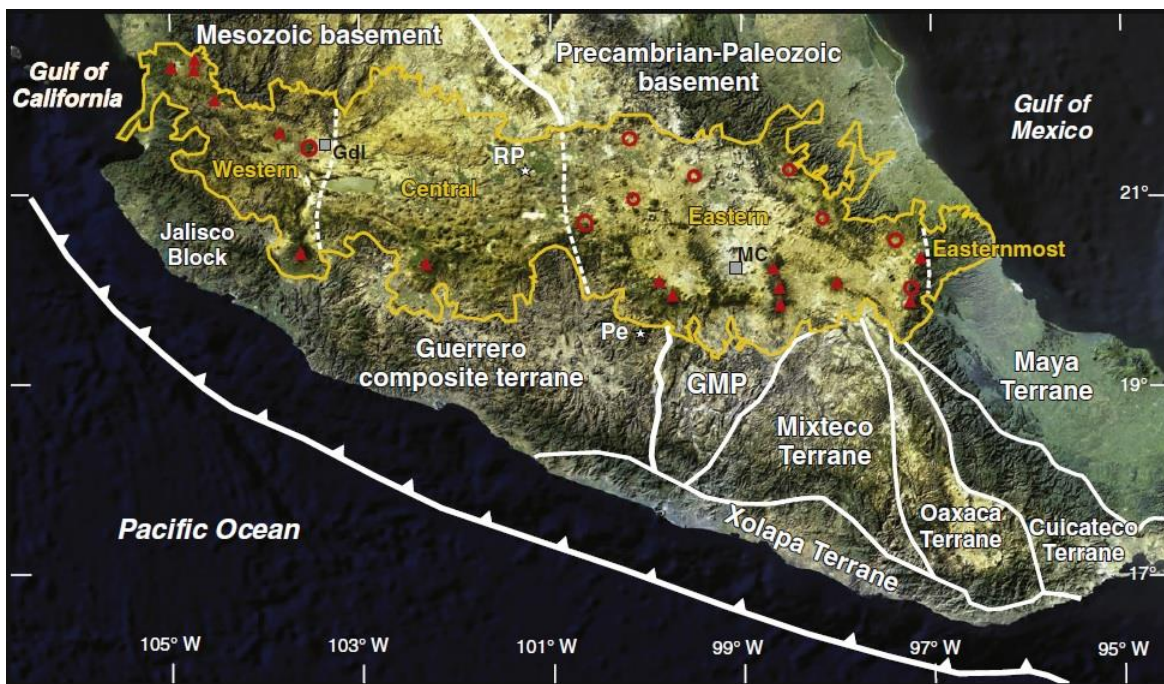 Mesozoic basement
Precambrian-Paleozoic
basement
Gulf of
California
Gulf of
Mexico
Gdl
RP
Western
Central
Eastern
21°
Jalisco
Block
MC
Easternmost
Pe
Guerrero
composite terrane
GMP
Maya
Terrane
19°
Mixteco
Terrane
Pacific Ocean
Xolapa Terrane
Oaxaca
Terrane
Cuicateco
Terrane
17°
105° W
103° W
101° W
99° W
97° W
95° W